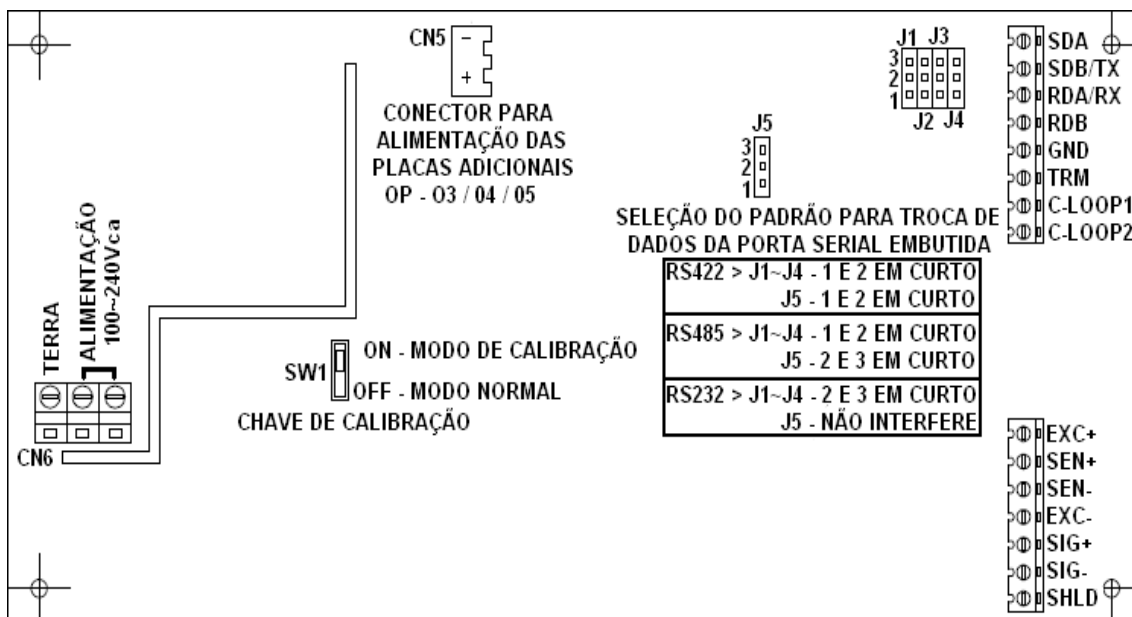 CN5
-
+
CONECTOR PARA
ALIMENTAÇÃO DAS
PLACAS ADICIONAIS
OP - O3 / 04 / 05
J1 J3
3
2
1
J2 J4
J5
3
2
1
SELEÇÃO DO PADRÃO PARA TROCA DE
DADOS DA PORTA SERIAL EMBUTIDA
RS422 > J1~J4 - 1 E 2 EM CURTO
J5 - 1 E 2 EM CURTO
RS485 > J1~J4 - 1 E 2 EM CURTO
J5 - 2 E 3 EM CURTO
RS232 > J1~J4 - 2 E 3 EM CURTO
J5 - NÃO INTERFERE
SDA
SDB/TX
RDA/RX
RDB
GND
TRM
C-LOOP1
C-LOOP2
TERRA
ALIMENTAÇÃO
100~240Vca
CN6
SW1
ON - MODO DE CALIBRAÇÃO
OFF - MODO NORMAL
CHAVE DE CALIBRAÇÃO
EXC+
SEN+
SEN-
EXC-
SIG+
SIG-
SHLD